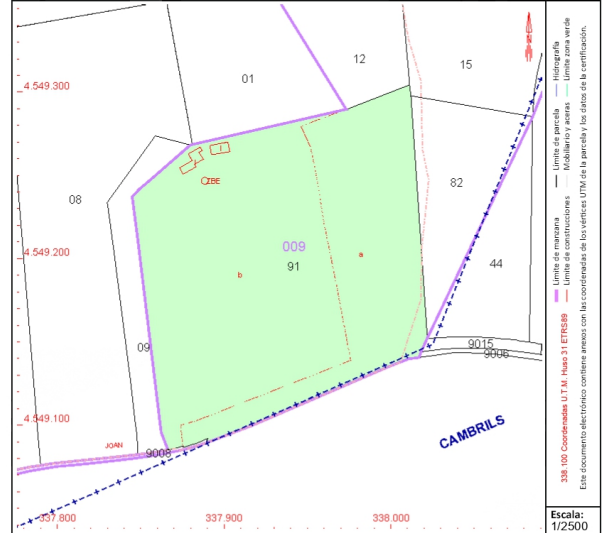 12
15
01
4.549.300
ZBE
82
08
009
4.549.200
44
91
a
b
09
9015
9006
4.549.100
CAMBRILS
JOAN
9008
337.800
337.900
338.000
Límite de manzana
Límite de parcela
Hidrografía
Límite de construcciones
Mobiliario y aceras
Límite zona verde
338.100 Coordenadas U.T.M. Huso 31 ETRS89
Este documento electrónico contiene anexos con las coordenadas de los vértices UTM de la parcela y los datos de la certificación.
Escala:
1/2500